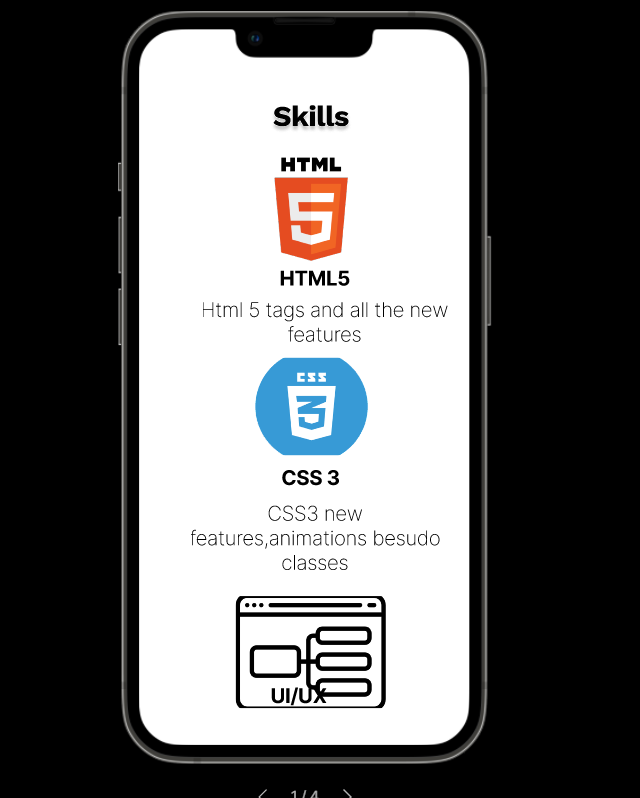 Skills
HTML
5
HTML5
Html 5 tags and all the new
features
CSS
3
CSS 3
CSS3 new
features,animations besudo
classes
UI/UX
1/4